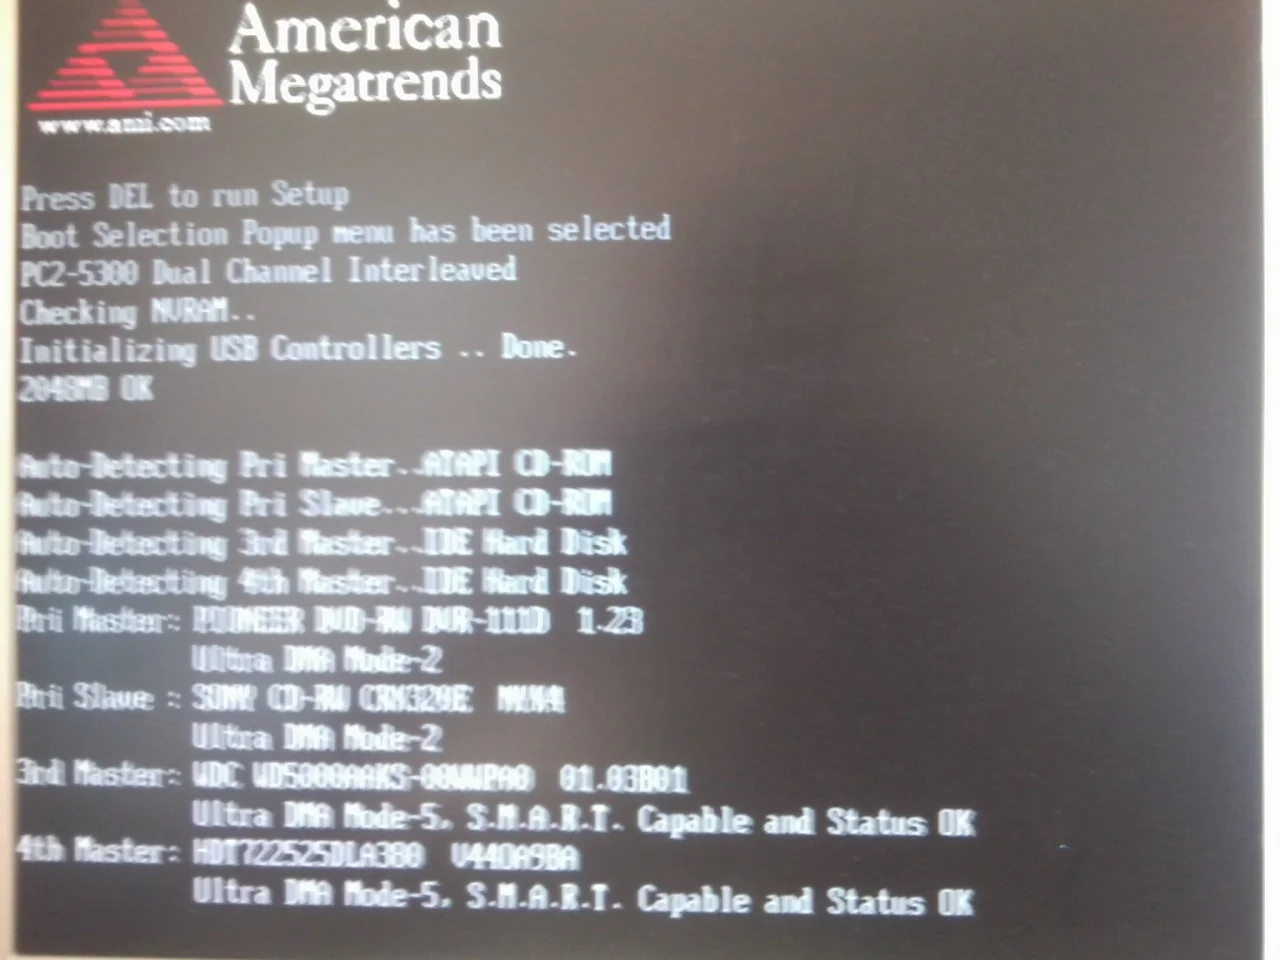 American
Megatrends
www.ami.com
Press DEL to run Setup
Boot Selection Popup menu has been selected
PC2-5300 Dual Channel Interleaved
Checking NVRAM..
Initializing USB Controllers .. Done.
2048MB OK
Auto-Detecting Pri Master..ATAPI CD-ROM
Auto-Detecting Pri Slave...ATAPI CD-ROM
Auto-Detecting 3rd Master..IDE Hard Disk
Auto-Detecting 4th Master..IDE Hard Disk
Pri Master: PIONEER DVD-RW DVR-111D 1.23
Ultra DMA Mode-2
Pri Slave : SONY CD-RW CRX320E
Ultra DMA Mode-2
3rd Master: WDC WD5000AAKS-00WWPA0 01.03B01
Ultra DMA Mode-5, S.M.A.R.T. Capable and Status OK
4th Master: HDT722525DLA380 V44OA9BA
Ultra DMA Mode-5, S.M.A.R.T. Capable and Status OK